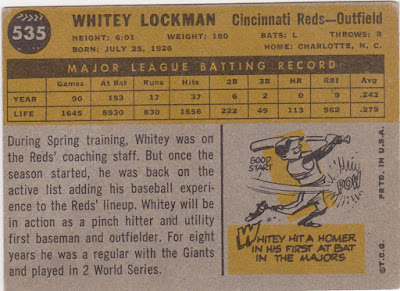 535
WHITEY LOCKMAN Cincinnati Reds—Outfield
HEIGHT: 6:01 WEIGHT: 180 BATS: L THROWS: R
BORN: JULY 25, 1926 HOME: CHARLOTTE, N. C.
MAJOR LEAGUE BATTING RECORD
Games At Bat Runs Hits 2B 3B HR RBI Avg.
YEAR 90 153 17 37 6 2 0 9 .242
LIFE 1645 5930 830 1656 222 49 113 562 .279
During Spring training, Whitey was on
the Reds' coaching staff. But once the
season started, he was back on the
active list adding his baseball experi-
ence to the Reds' lineup. Whitey will be
in action as a pinch hitter and utility
first baseman and outfielder. For eight
years he was a regular with the Giants
and played in 2 World Series.
GOOD
START
POW
WHITEY HIT A HOMER
IN HIS FIRST AT BAT
IN THE MAJORS
©T.C.G. PRTD. IN U.S.A.